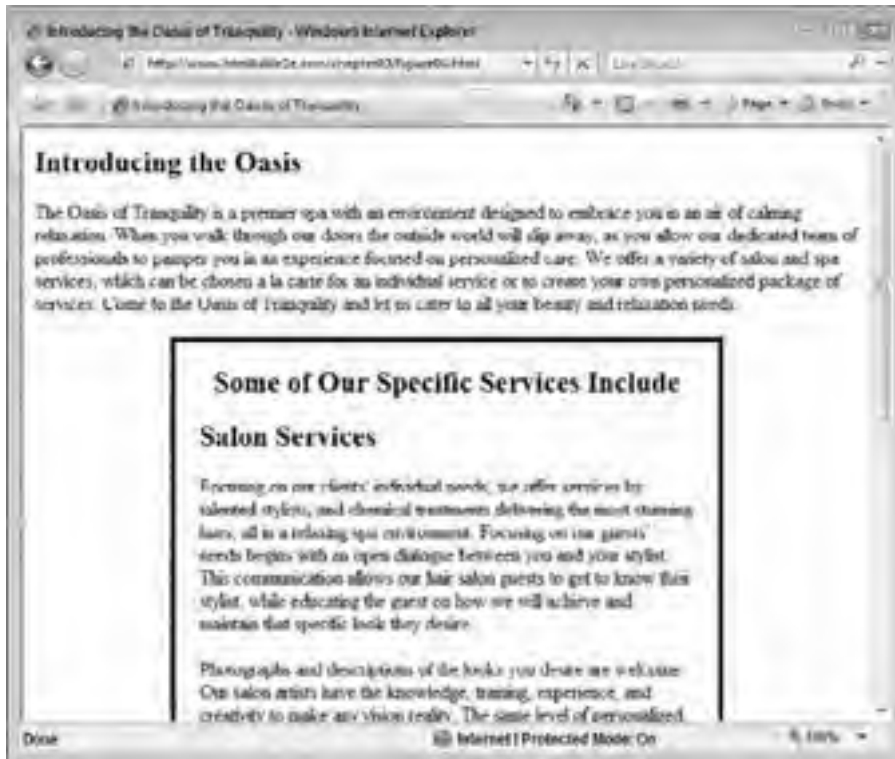 Introducing the Oasis of Tranquility - Windows Internet Explorer
Live Search
Introducing the Oasis of Tranquility
Page Tools
Introducing the Oasis
The Oasis of Tranquility is a premier spa with an environment designed to embrace you in an air of calming
relaxation. When you walk through our doors the outside world will slip away, as you allow our dedicated team of
professionals to pamper you in an experience focused on personalized care. We offer a variety of salon and spa
services, which can be chosen a la carte for an individual service or to create your own personalized package of
services. Come to the Oasis of Tranquility and let us cater to all your beauty and relaxation needs.
Some of Our Specific Services Include
Salon Services
Focusing on our clients' individual needs, we offer services by
talented stylists, and chemical treatments delivering the most stunning
hues, all in a relaxing spa environment. Focusing on our guests'
needs begins with an open dialogue between you and your stylist.
This communication allows our hair salon guests to get to know their
stylist, while educating the guest on how we will achieve and
maintain that specific look they desire.
Photographs and descriptions of the looks you desire are welcome.
Our salon artists have the knowledge, training, experience, and
creativity to make any vision reality. The same level of personalized
Done
Internet | Protected Mode: On
100%